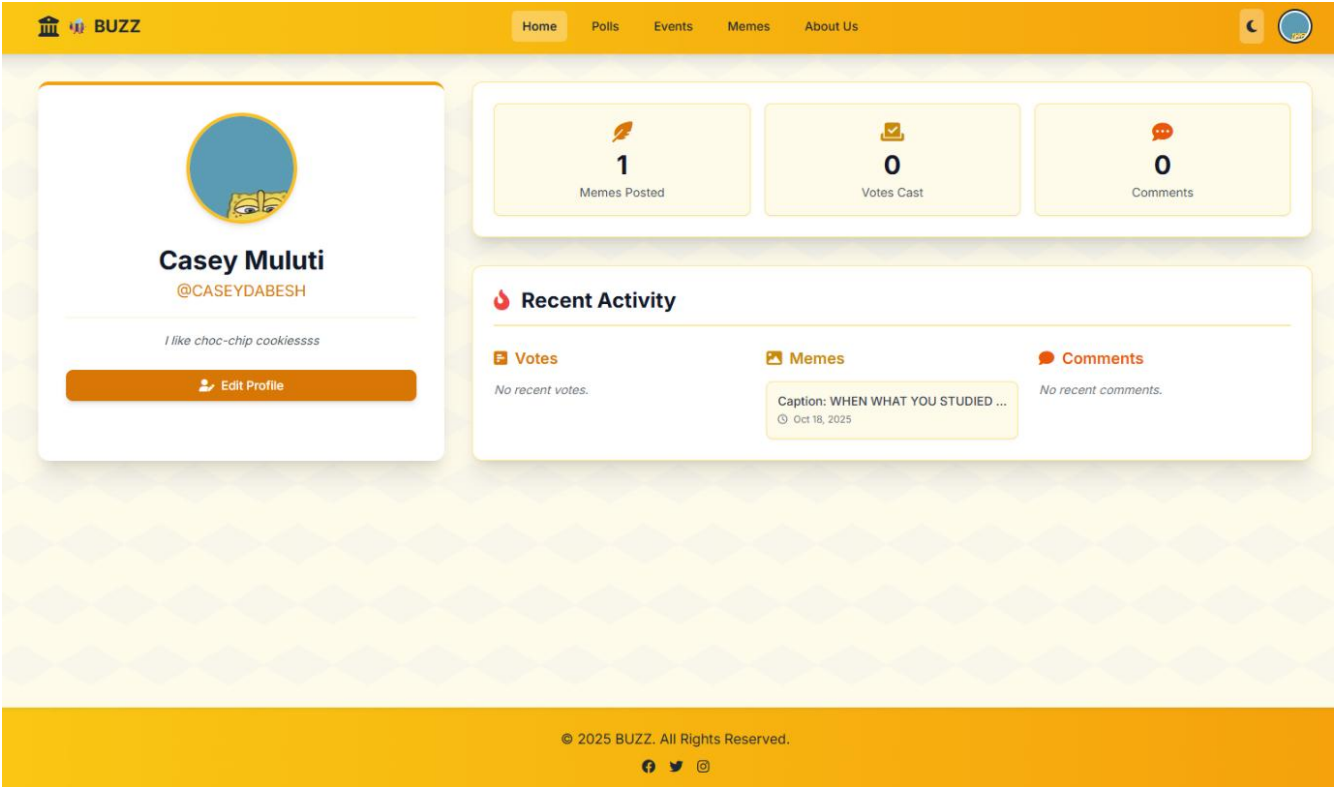 BUZZ
Home Polls Events Memes About Us
Casey Muluti
@CASEYDABESH
I like choc-chip cookiessss
Edit Profile
1
Memes Posted
0
Votes Cast
0
Comments
Recent Activity
Votes
No recent votes.
Memes
Caption: WHEN WHAT YOU STUDIED ...
Oct 18, 2025
Comments
No recent comments.
© 2025 BUZZ. All Rights Reserved.